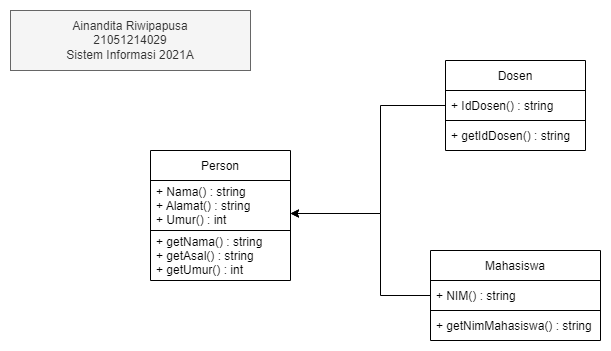 Ainandita Riwipapusa
21051214029
Sistem Informasi 2021A
Dosen
+ IdDosen() : string
+ getIdDosen() : string
Person
+ Nama() : string
+ Alamat() : string
+ Umur() : int
+ getNama() : string
+ getAsal() : string
+ getUmur() : int
Mahasiswa
+ NIM() : string
+ getNimMahasiswa() : string